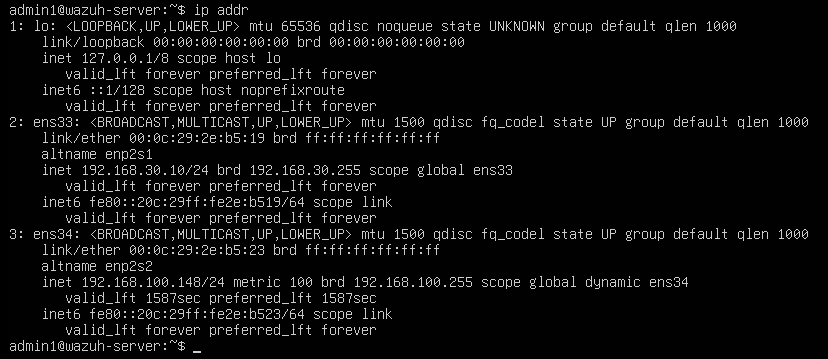 admin1@wazuh-server:~$ ip addr
1: lo: <LOOPBACK,UP,LOWER_UP> mtu 65536 qdisc noqueue state UNKNOWN group default qlen 1000
    link/loopback 00:00:00:00:00:00 brd 00:00:00:00:00:00
    inet 127.0.0.1/8 scope host lo
       valid_lft forever preferred_lft forever
    inet6 ::1/128 scope host noprefixroute
       valid_lft forever preferred_lft forever
2: ens33: <BROADCAST,MULTICAST,UP,LOWER_UP> mtu 1500 qdisc fq_codel state UP group default qlen 1000
    link/ether 00:0c:29:2e:b5:19 brd ff:ff:ff:ff:ff:ff
    altname enp2s1
    inet 192.168.30.10/24 brd 192.168.30.255 scope global ens33
       valid_lft forever preferred_lft forever
    inet6 fe80::20c:29ff:fe2e:b519/64 scope link
       valid_lft forever preferred_lft forever
3: ens34: <BROADCAST,MULTICAST,UP,LOWER_UP> mtu 1500 qdisc fq_codel state UP group default qlen 1000
    link/ether 00:0c:29:2e:b5:23 brd ff:ff:ff:ff:ff:ff
    altname enp2s2
    inet 192.168.100.148/24 metric 100 brd 192.168.100.255 scope global dynamic ens34
       valid_lft 1587sec preferred_lft 1587sec
    inet6 fe80::20c:29ff:fe2e:b523/64 scope link
       valid_lft forever preferred_lft forever
admin1@wazuh-server:~$ _